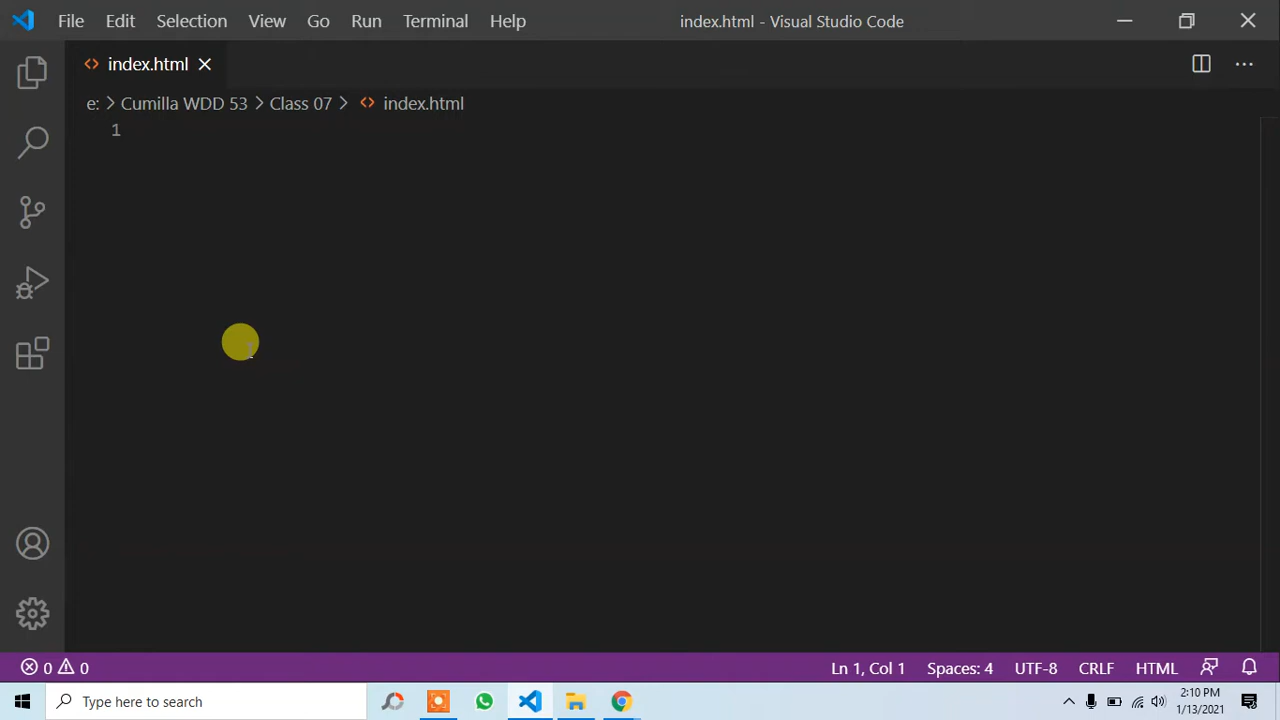 File Edit Selection View Go Run Terminal Help index.html - Visual Studio Code
index.html
e: > Cumilla WDD 53 > Class 07 > index.html
1
0 0 Ln 1, Col 1 Spaces: 4 UTF-8 CRLF HTML
Type here to search
2:10 PM
1/13/2021